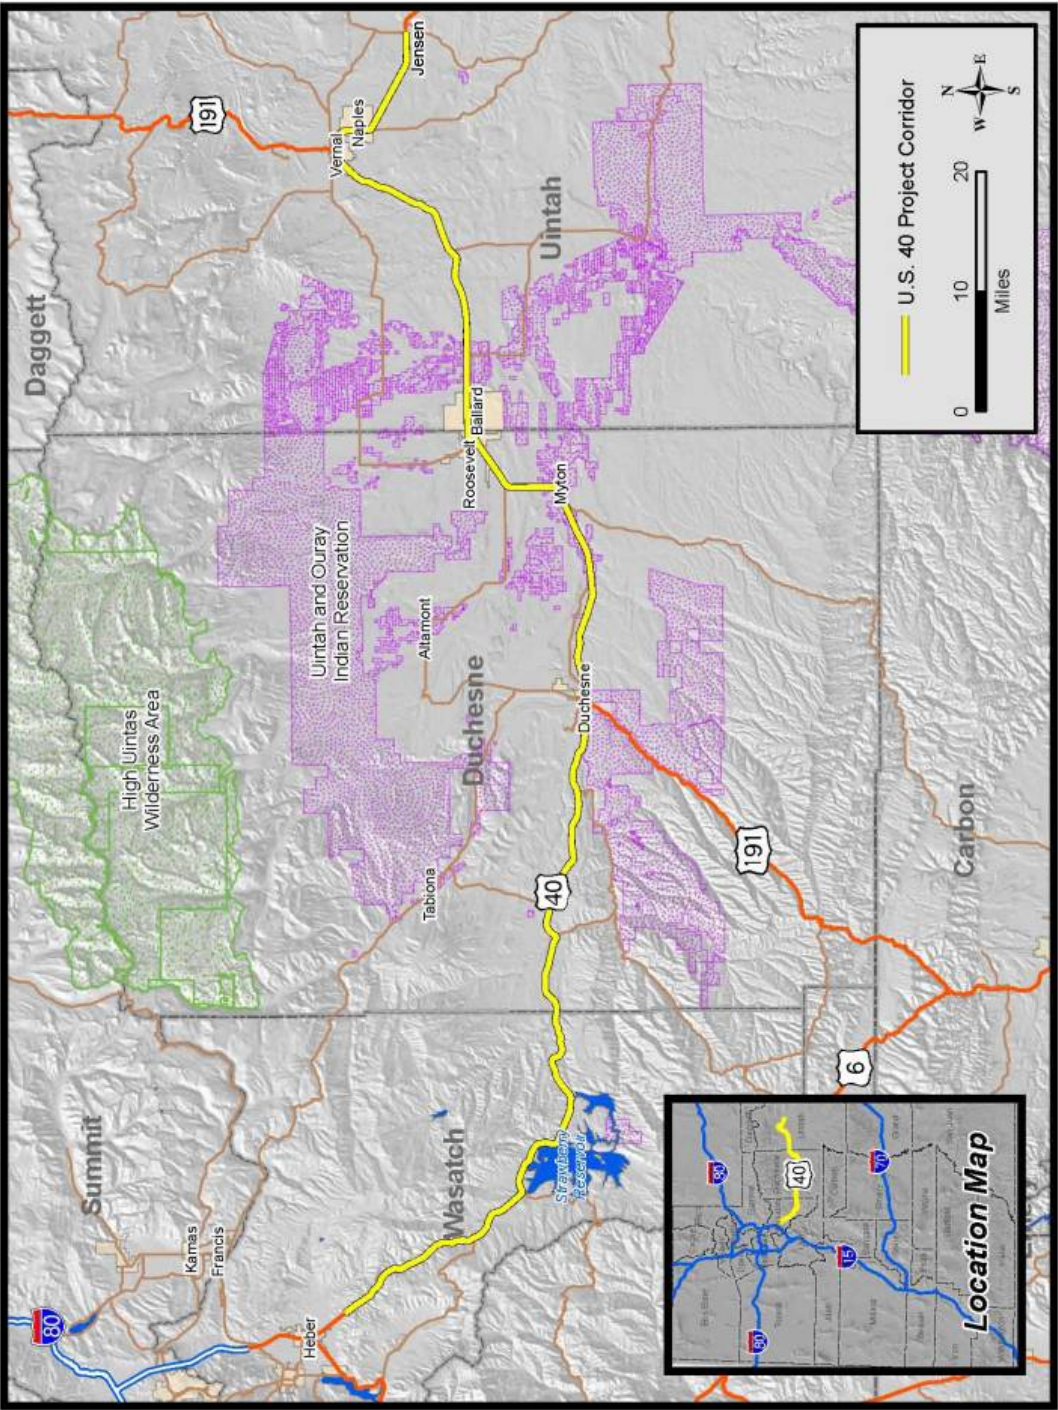 Daggett
191
Vernal
Naples
Jensen
Uintah
High Uintas
Wilderness Area
Uintah and Ouray
Indian Reservation
Roosevelt
Ballard
Myton
Altamont
Duchesne
Duchesne
Tabiona
40
191
Carbon
6
Summit
Kamas
Francis
80
Heber
Wasatch
Strawberry
Reservoir
U.S. 40 Project Corridor
N
E
S
W
0 10 20
Miles
80
80
40
70
15
Location Map